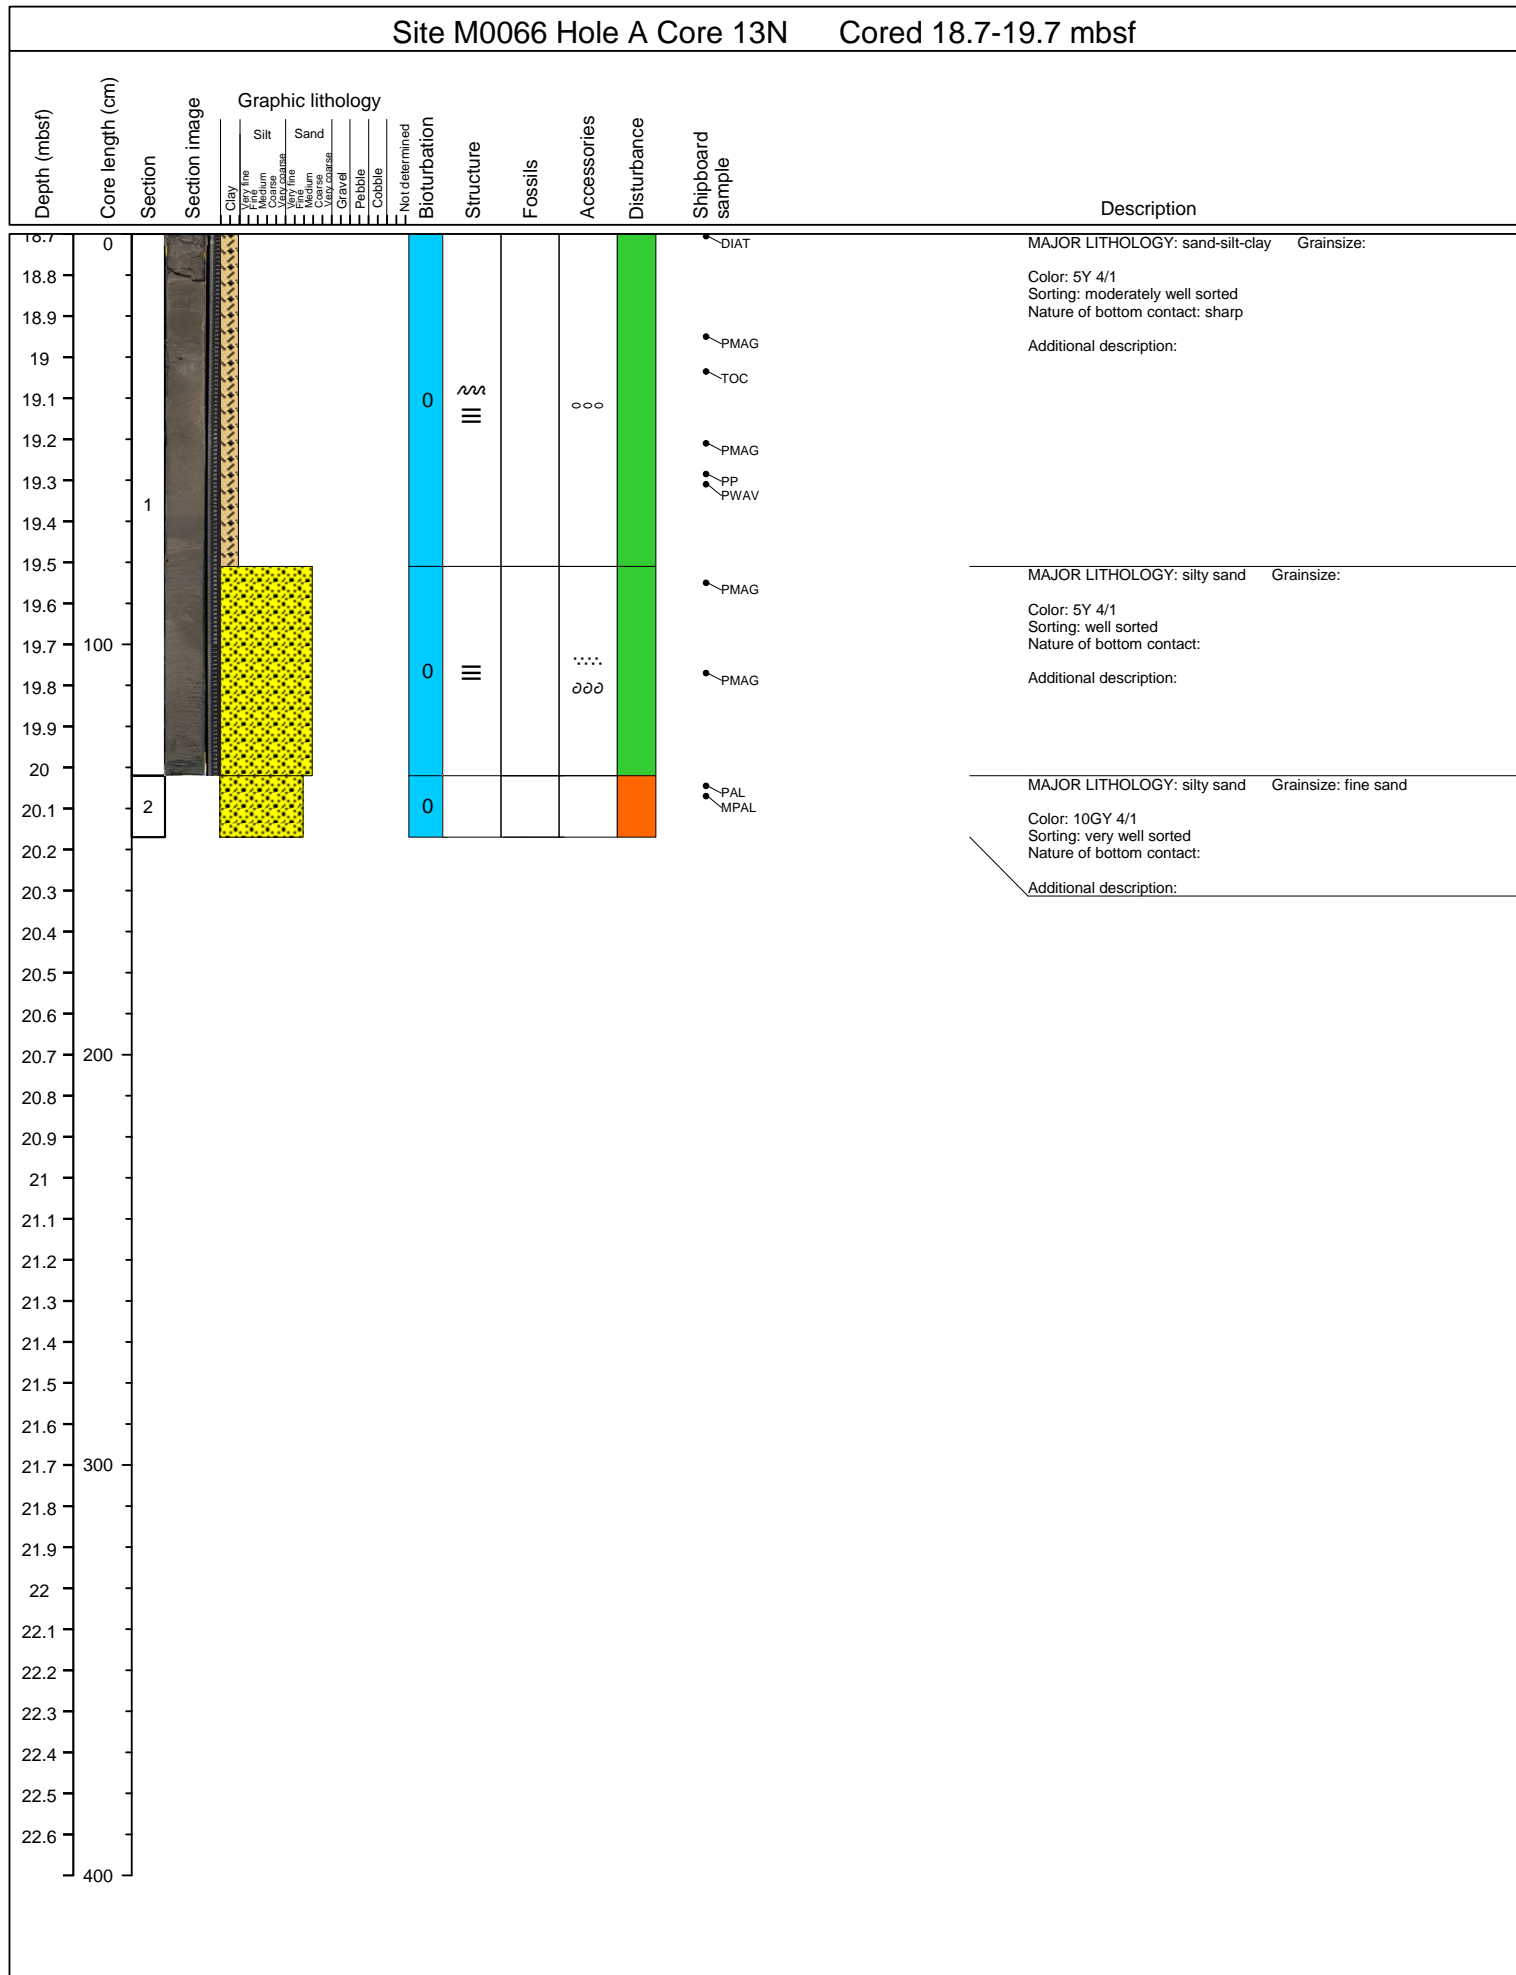 Site M0066 Hole A Core 13N Cored 18.7-19.7 mbsf
Depth (mbsf)
Core length (cm)
Section
Section image
Graphic lithology
Clay
Silt
Very fine
Fine
Medium
Coarse
Very coarse
Sand
Very fine
Fine
Medium
Coarse
Very coarse
Gravel
Pebble
Cobble
Not determined
Bioturbation
Structure
Fossils
Accessories
Disturbance
Shipboard
sample
Description
18.7
18.8
18.9
19
19.1
19.2
19.3
19.4
19.5
19.6
19.7
19.8
19.9
20
20.1
20.2
20.3
20.4
20.5
20.6
20.7
20.8
20.9
21
21.1
21.2
21.3
21.4
21.5
21.6
21.7
21.8
21.9
22
22.1
22.2
22.3
22.4
22.5
22.6
0
100
200
300
400
1
2
0
0
0
DIAT
PMAG
TOC
PMAG
PP
PWAV
PMAG
PMAG
PAL
MPAL
MAJOR LITHOLOGY: sand-silt-clay Grainsize:
Color: 5Y 4/1
Sorting: moderately well sorted
Nature of bottom contact: sharp
Additional description:
MAJOR LITHOLOGY: silty sand Grainsize:
Color: 5Y 4/1
Sorting: well sorted
Nature of bottom contact:
Additional description:
MAJOR LITHOLOGY: silty sand Grainsize: fine sand
Color: 10GY 4/1
Sorting: very well sorted
Nature of bottom contact:
Additional description: